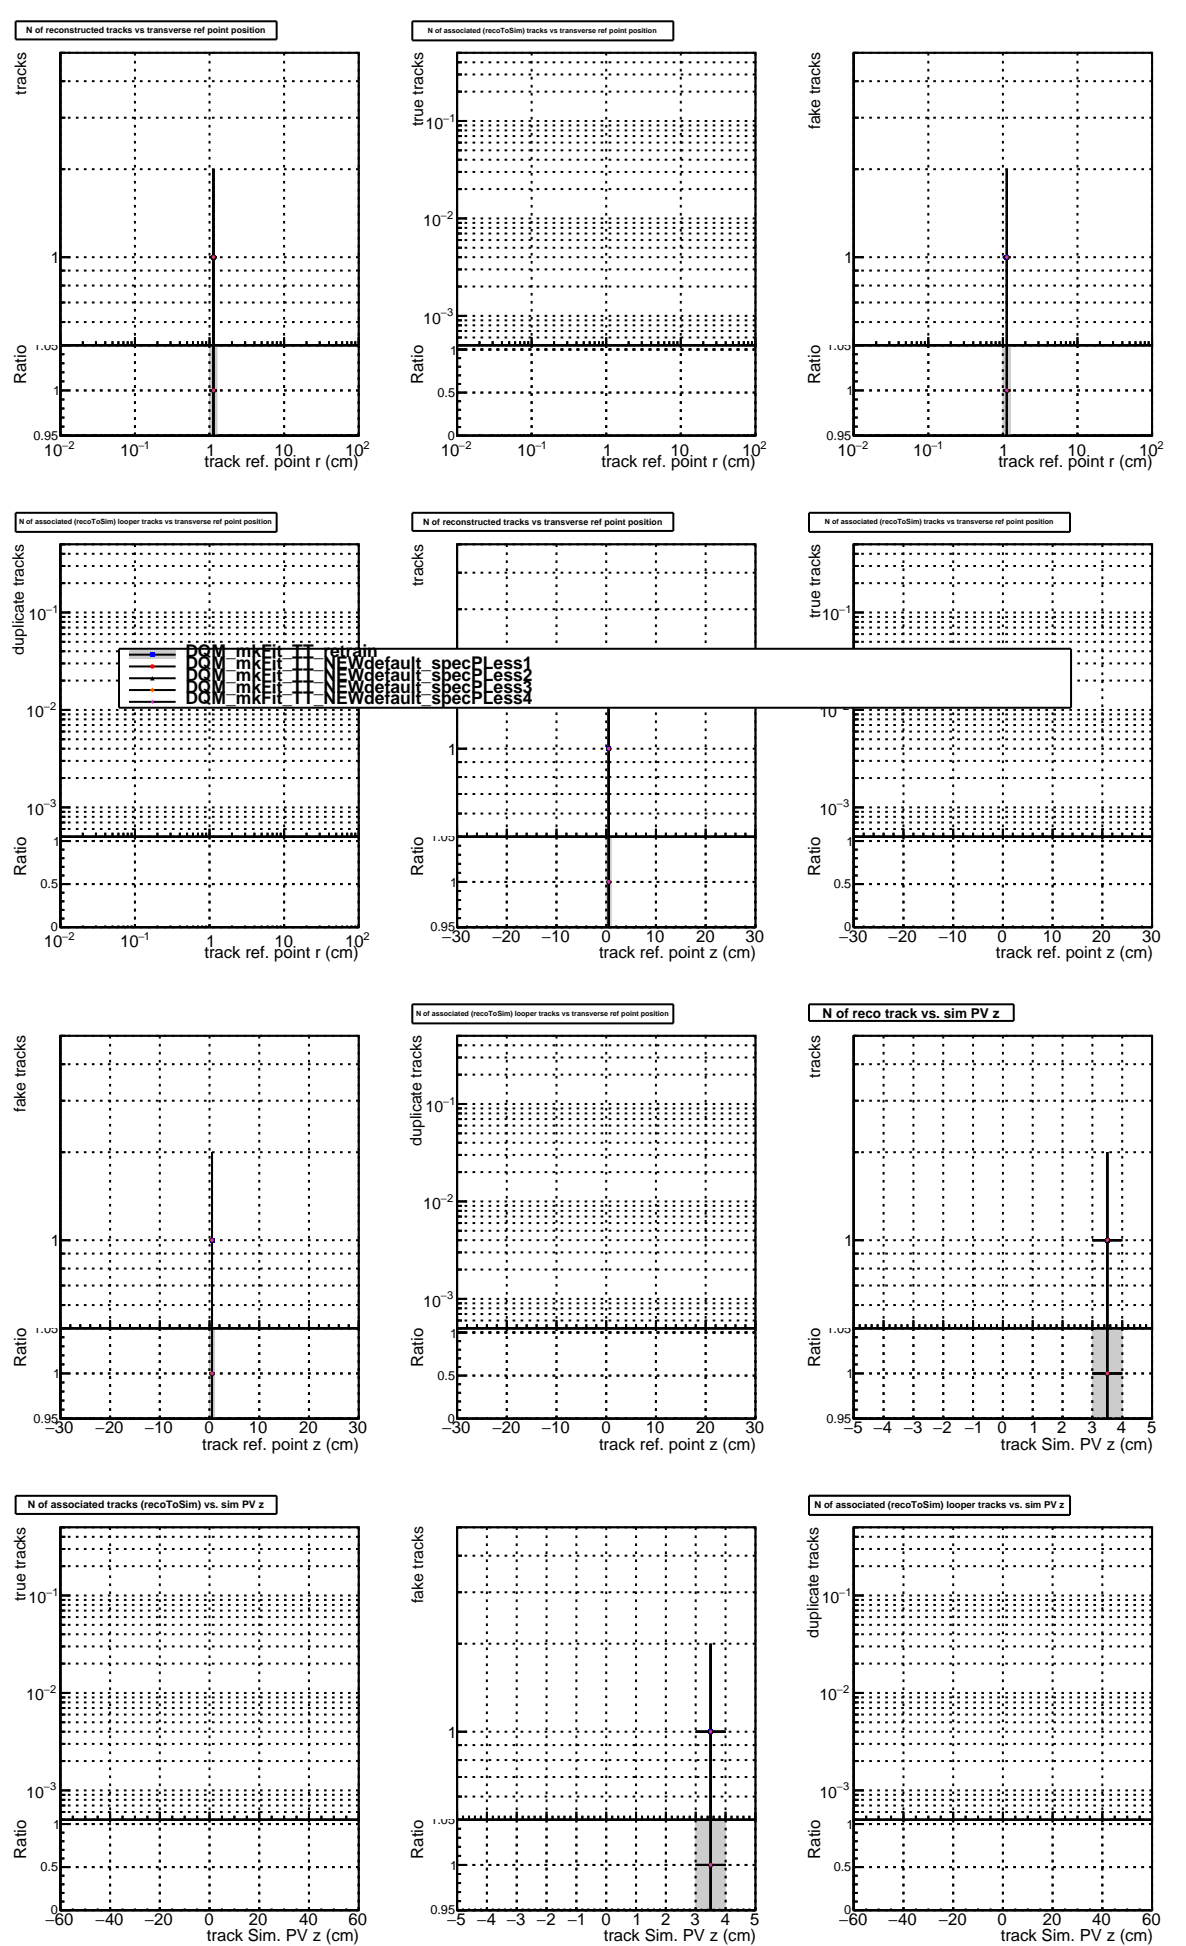 N of reconstructed tracks vs transverse ref point position
tracks
1
1.05
Ratio
1
0.95
10−2 10−1 1 10 102
track ref. point r (cm)
N of associated (recoToSim) tracks vs transverse ref point position
true tracks
10−1
10−2
10−3
Ratio
1
0.5
0
10−2 10−1 1 10 102
track ref. point r (cm)
fake tracks
1
1.05
Ratio
1
0.95
10−2 10−1 1 10 102
track ref. point r (cm)
N of associated (recoToSim) looper tracks vs transverse ref point position
duplicate tracks
10−1
10−2
10−3
Ratio
1
0.5
0
10−2 10−1 1 10 102
track ref. point r (cm)
N of reconstructed tracks vs transverse ref point position
tracks
1
1.05
Ratio
1
0.95
−30 −20 −10 0 10 20 30
track ref. point z (cm)
N of associated (recoToSim) tracks vs transverse ref point position
true tracks
10−1
10−2
10−3
Ratio
1
0.5
0
−30 −20 −10 0 10 20 30
track ref. point z (cm)
DQM_mkFit_TT_retrain
DQM_mkFit_TT_NEWdefault_specPLess1
DQM_mkFit_TT_NEWdefault_specPLess2
DQM_mkFit_TT_NEWdefault_specPLess3
DQM_mkFit_TT_NEWdefault_specPLess4
fake tracks
1
1.05
Ratio
1
0.95
−30 −20 −10 0 10 20 30
track ref. point z (cm)
N of associated (recoToSim) looper tracks vs transverse ref point position
duplicate tracks
10−1
10−2
10−3
Ratio
1
0.5
0
−30 −20 −10 0 10 20 30
track ref. point z (cm)
N of reco track vs. sim PV z
tracks
1
1.05
Ratio
1
0.95
−5 −4 −3 −2 −1 0 1 2 3 4 5
track Sim. PV z (cm)
N of associated tracks (recoToSim) vs. sim PV z
true tracks
10−1
10−2
10−3
Ratio
1
0.5
0
−60 −40 −20 0 20 40 60
track Sim. PV z (cm)
fake tracks
1
1.05
Ratio
1
0.95
−5 −4 −3 −2 −1 0 1 2 3 4 5
track Sim. PV z (cm)
N of associated (recoToSim) looper tracks vs. sim PV z
duplicate tracks
10−1
10−2
10−3
Ratio
1
0.5
0
−60 −40 −20 0 20 40 60
track Sim. PV z (cm)